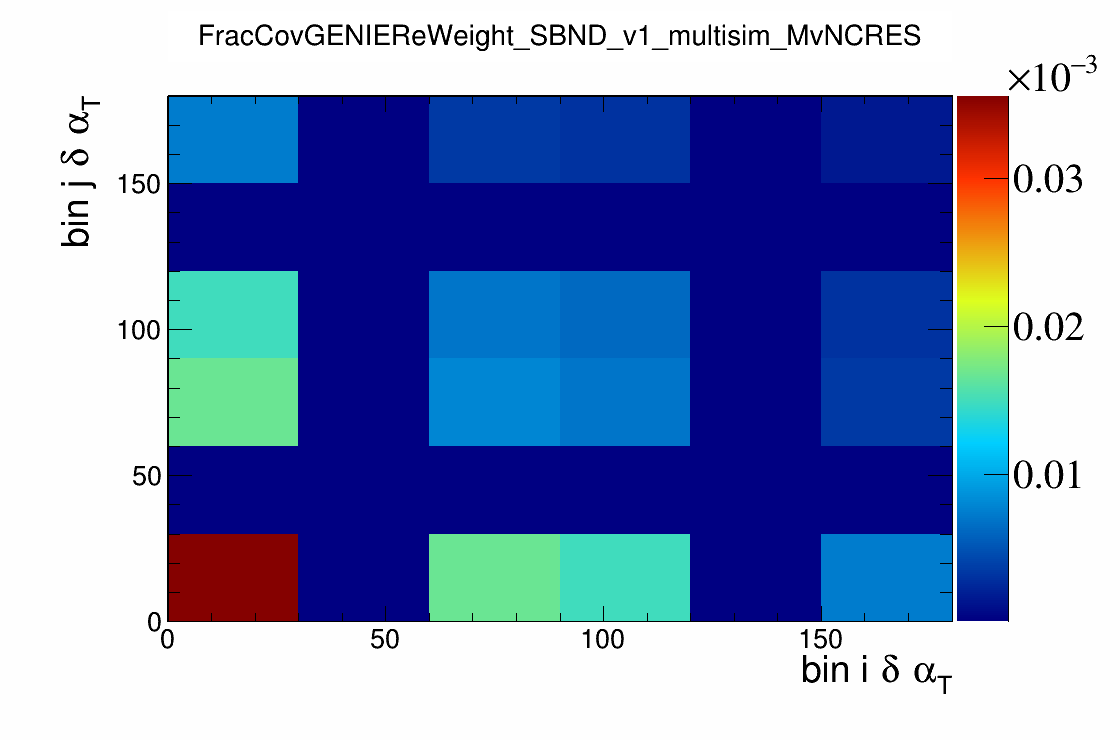 FracCovGENIEReWeight_SBND_v1_multisim_MvNCRES
×10⁻³
bin j δ α_T
150
100
50
0
0.03
0.02
0.01
0 50 100 150
bin i δ α_T